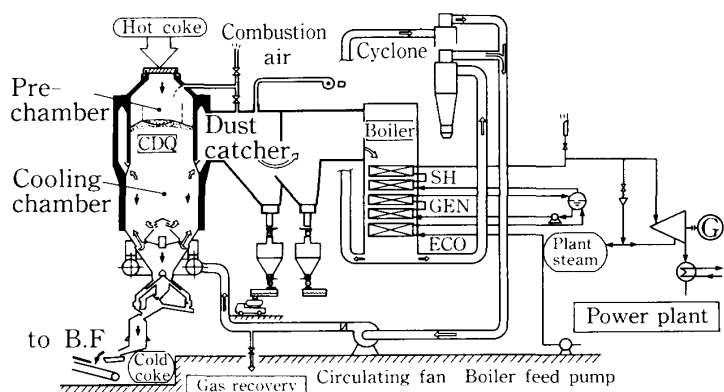 Hot coke
Combustion
air
Cyclone
Pre-
chamber
CDQ
Dust
catcher
Boiler
Cooling
chamber
SH
GEN
ECO
Plant
steam
G
Power plant
to B.F
Cold
coke
Gas recovery
Circulating fan
Boiler feed pump